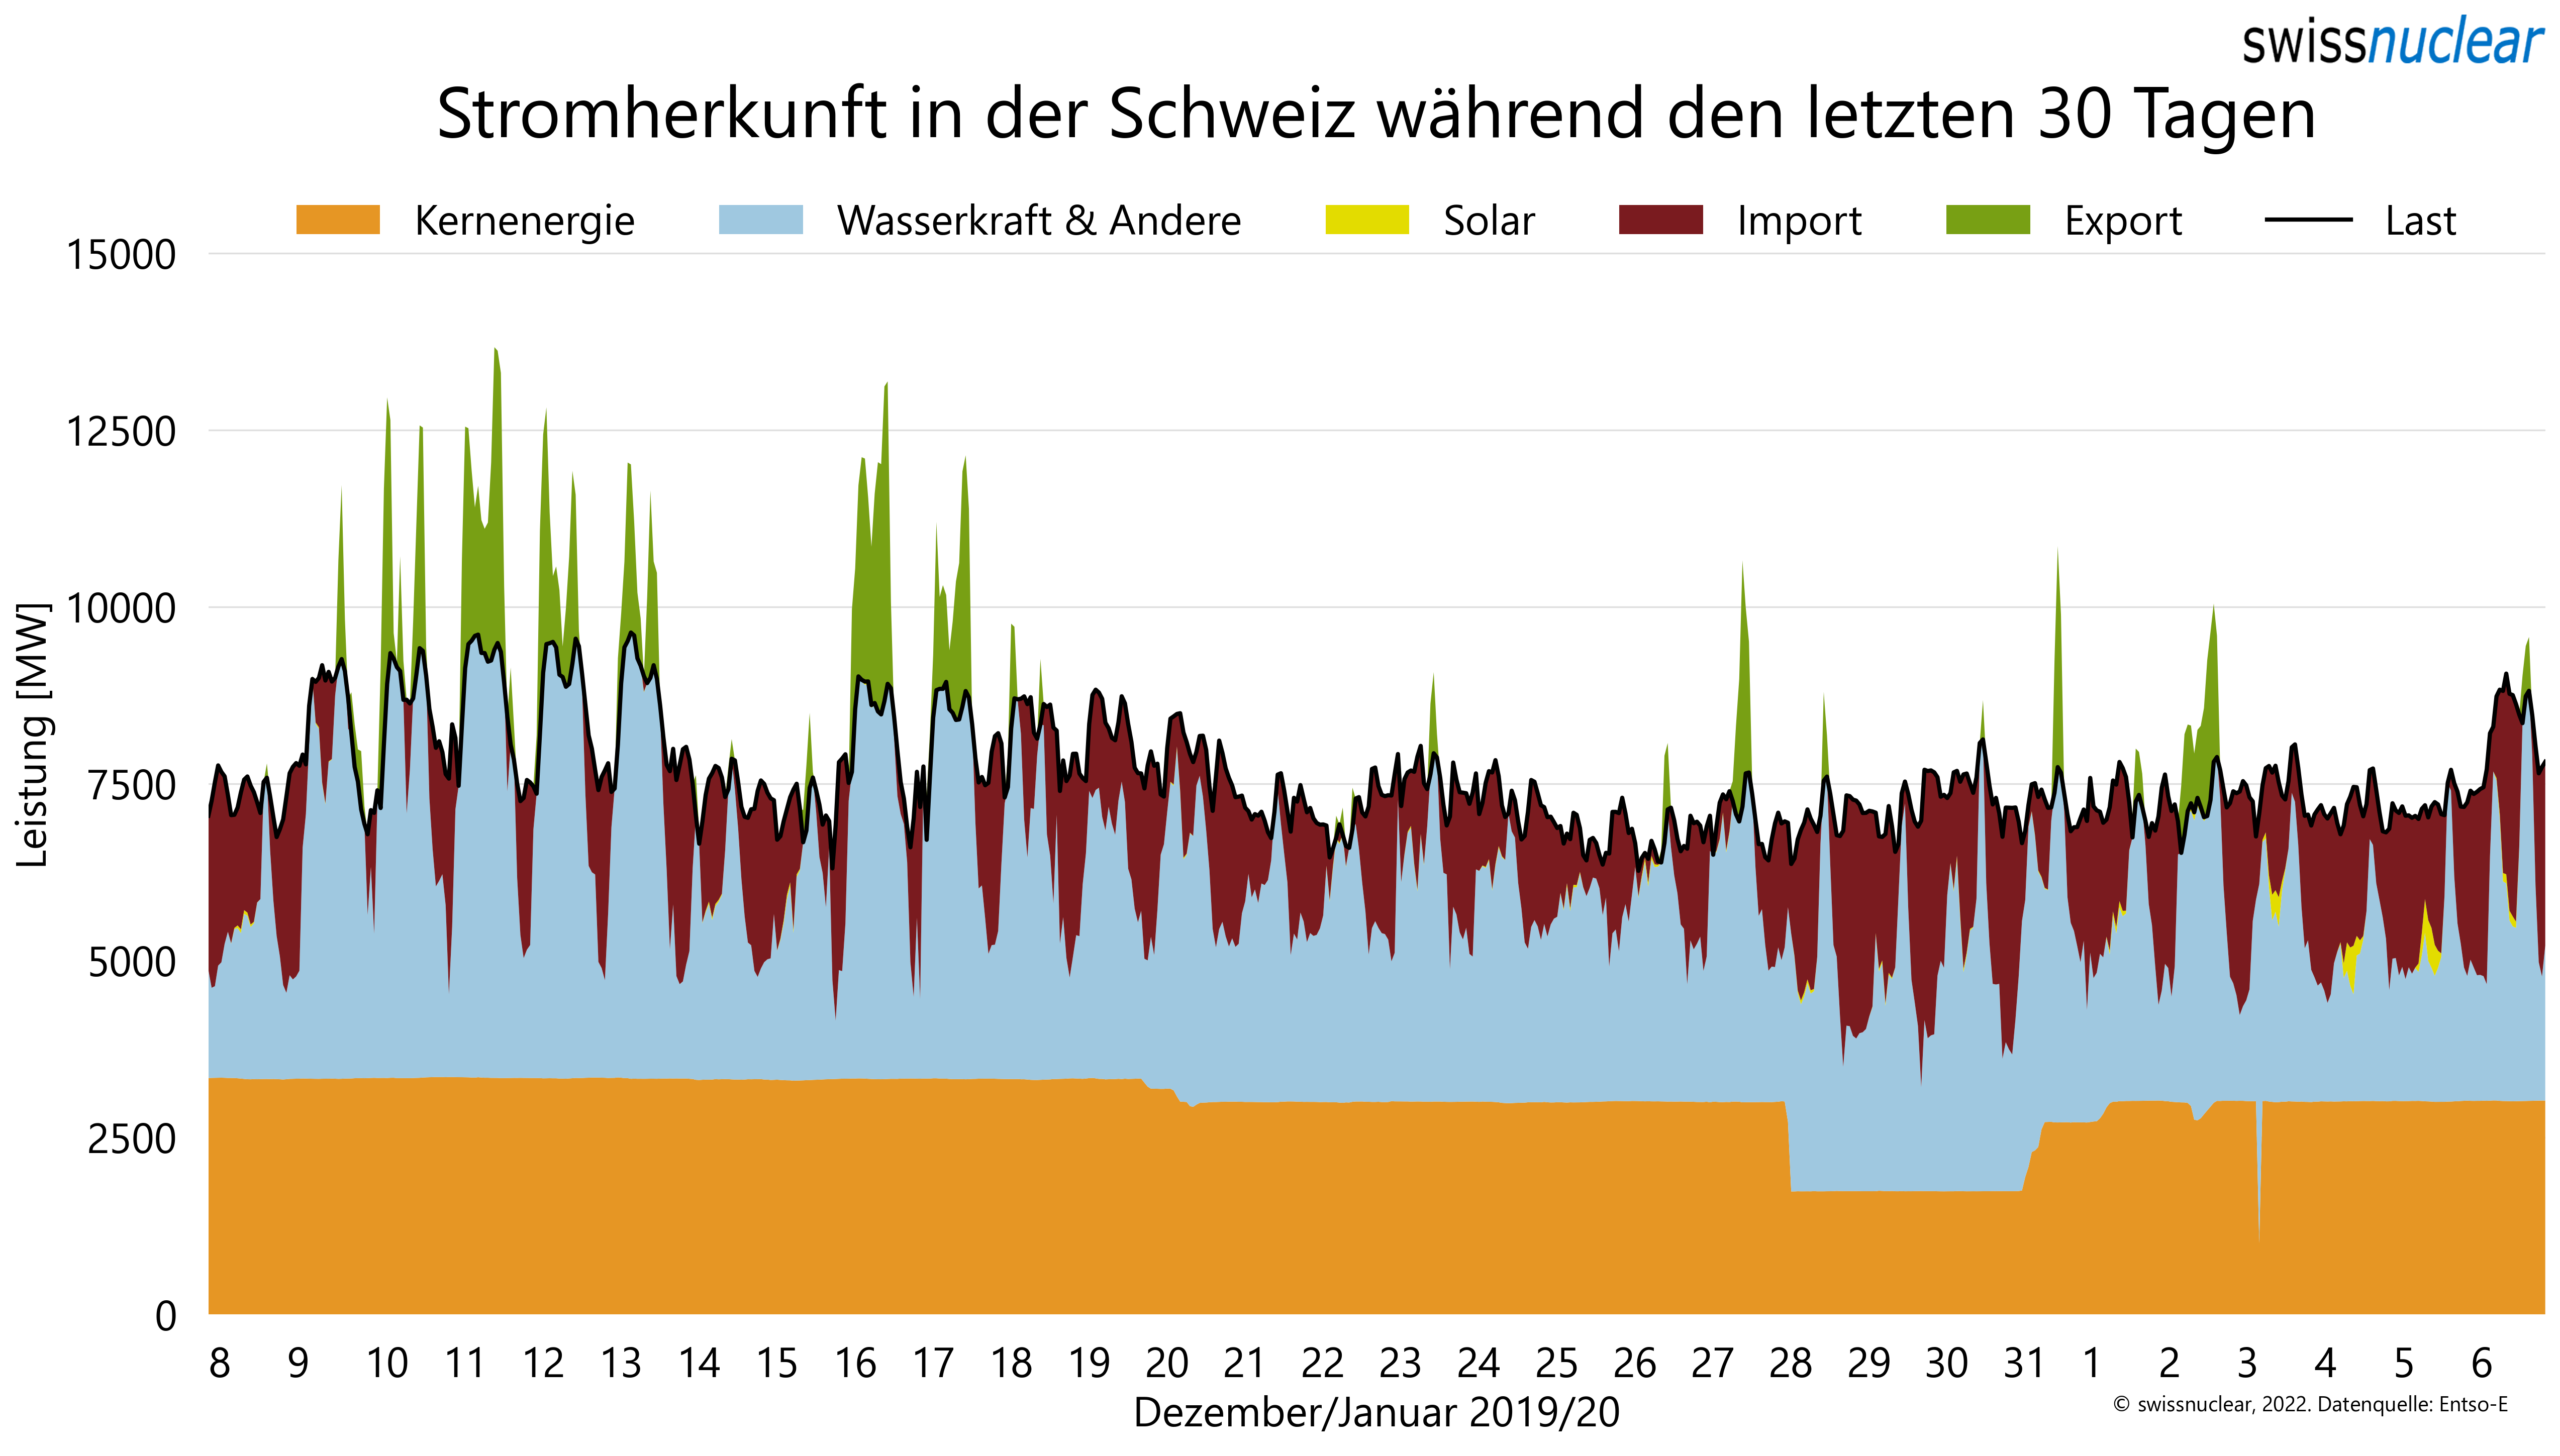 swissnuclear
Stromherkunft in der Schweiz während den letzten 30 Tagen
Kernenergie Wasserkraft & Andere Solar Import Export Last
15000
12500
10000
7500
5000
2500
0
Leistung [MW]
8 9 10 11 12 13 14 15 16 17 18 19 20 21 22 23 24 25 26 27 28 29 30 31 1 2 3 4 5 6
Dezember/Januar 2019/20
© swissnuclear, 2022. Datenquelle: Entso-E